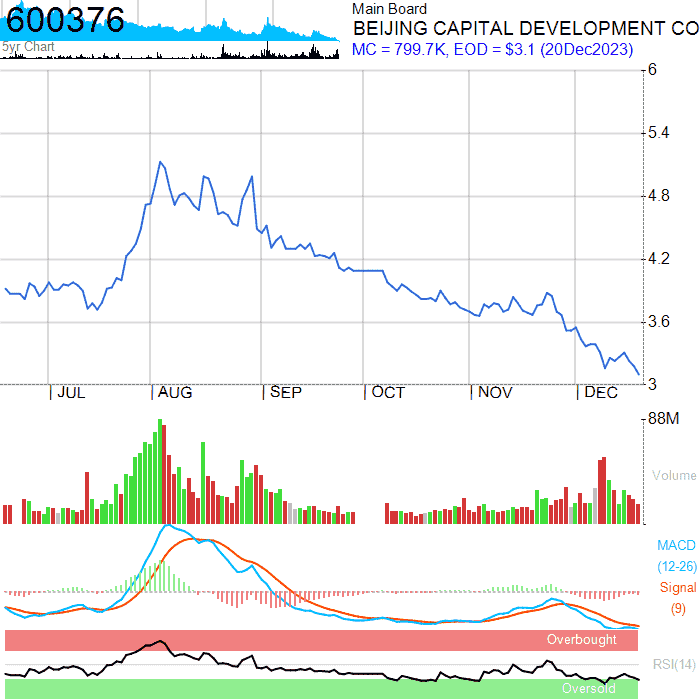 600376
5yr Chart
Main Board
BEIJING CAPITAL DEVELOPMENT CO
MC = 799.7K, EOD = $3.1 (20Dec2023)
6
5.4
4.8
4.2
3.6
3
| JUL | AUG | SEP | OCT | NOV | DEC
88M
Volume
MACD
(12-26)
Signal
(9)
Overbought
RSI(14)
Oversold